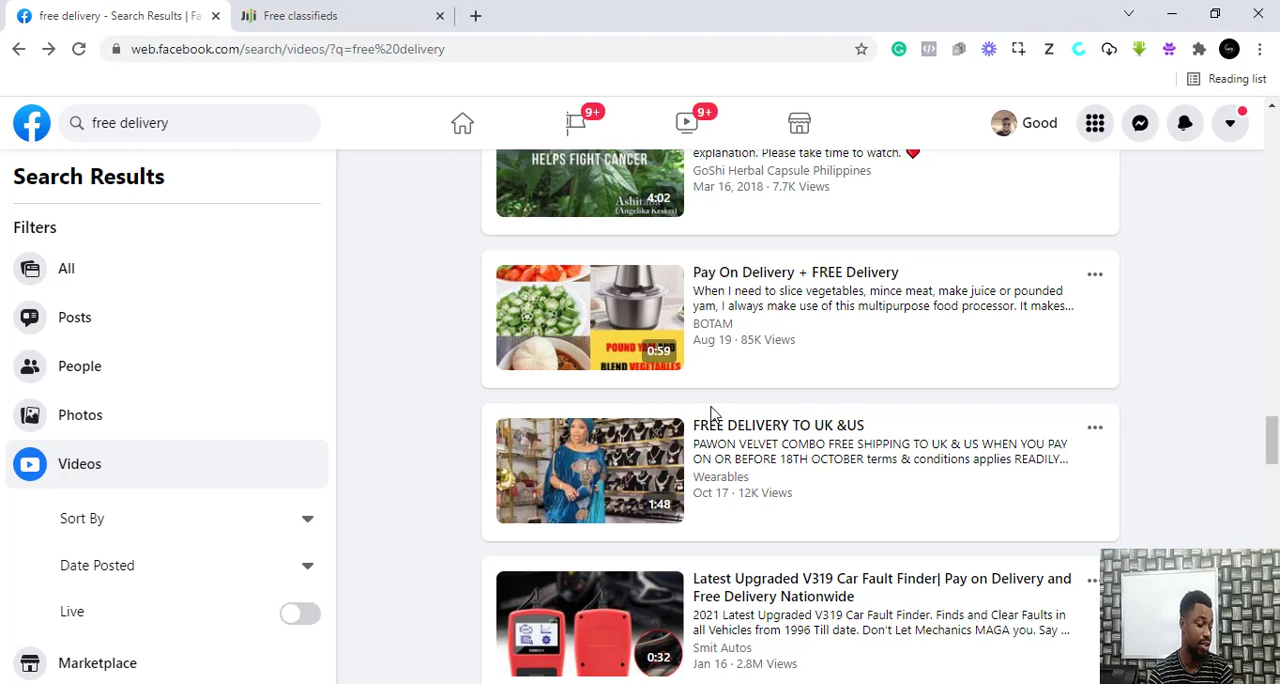 free delivery - Search Results | Fa
Free classifieds
web.facebook.com/search/videos/?q=free%20delivery
Reading list
free delivery
9+
9+
Good
Search Results
Filters
All
Posts
People
Photos
Videos
Sort By
Date Posted
Live
Marketplace
HELPS FIGHT CANCER
Ashitaba
(Angelika Keskei)
4:02
explanation. Please take time to watch.
GoShi Herbal Capsule Philippines
Mar 16, 2018 · 7.7K Views
POUND YAM AND
BLEND VEGETABLES
0:59
Pay On Delivery + FREE Delivery
When I need to slice vegetables, mince meat, make juice or pounded
yam, I always make use of this multipurpose food processor. It makes...
BOTAM
Aug 19 · 85K Views
1:48
FREE DELIVERY TO UK &US
PAWON VELVET COMBO FREE SHIPPING TO UK & US WHEN YOU PAY
ON OR BEFORE 18TH OCTOBER terms & conditions applies READILY...
Wearables
Oct 17 · 12K Views
0:32
Latest Upgraded V319 Car Fault Finder| Pay on Delivery and
Free Delivery Nationwide
2021 Latest Upgraded V319 Car Fault Finder. Finds and Clear Faults in
all Vehicles from 1996 Till date. Don't Let Mechanics MAGA you. Say ...
Smit Autos
Jan 16 · 2.8M Views